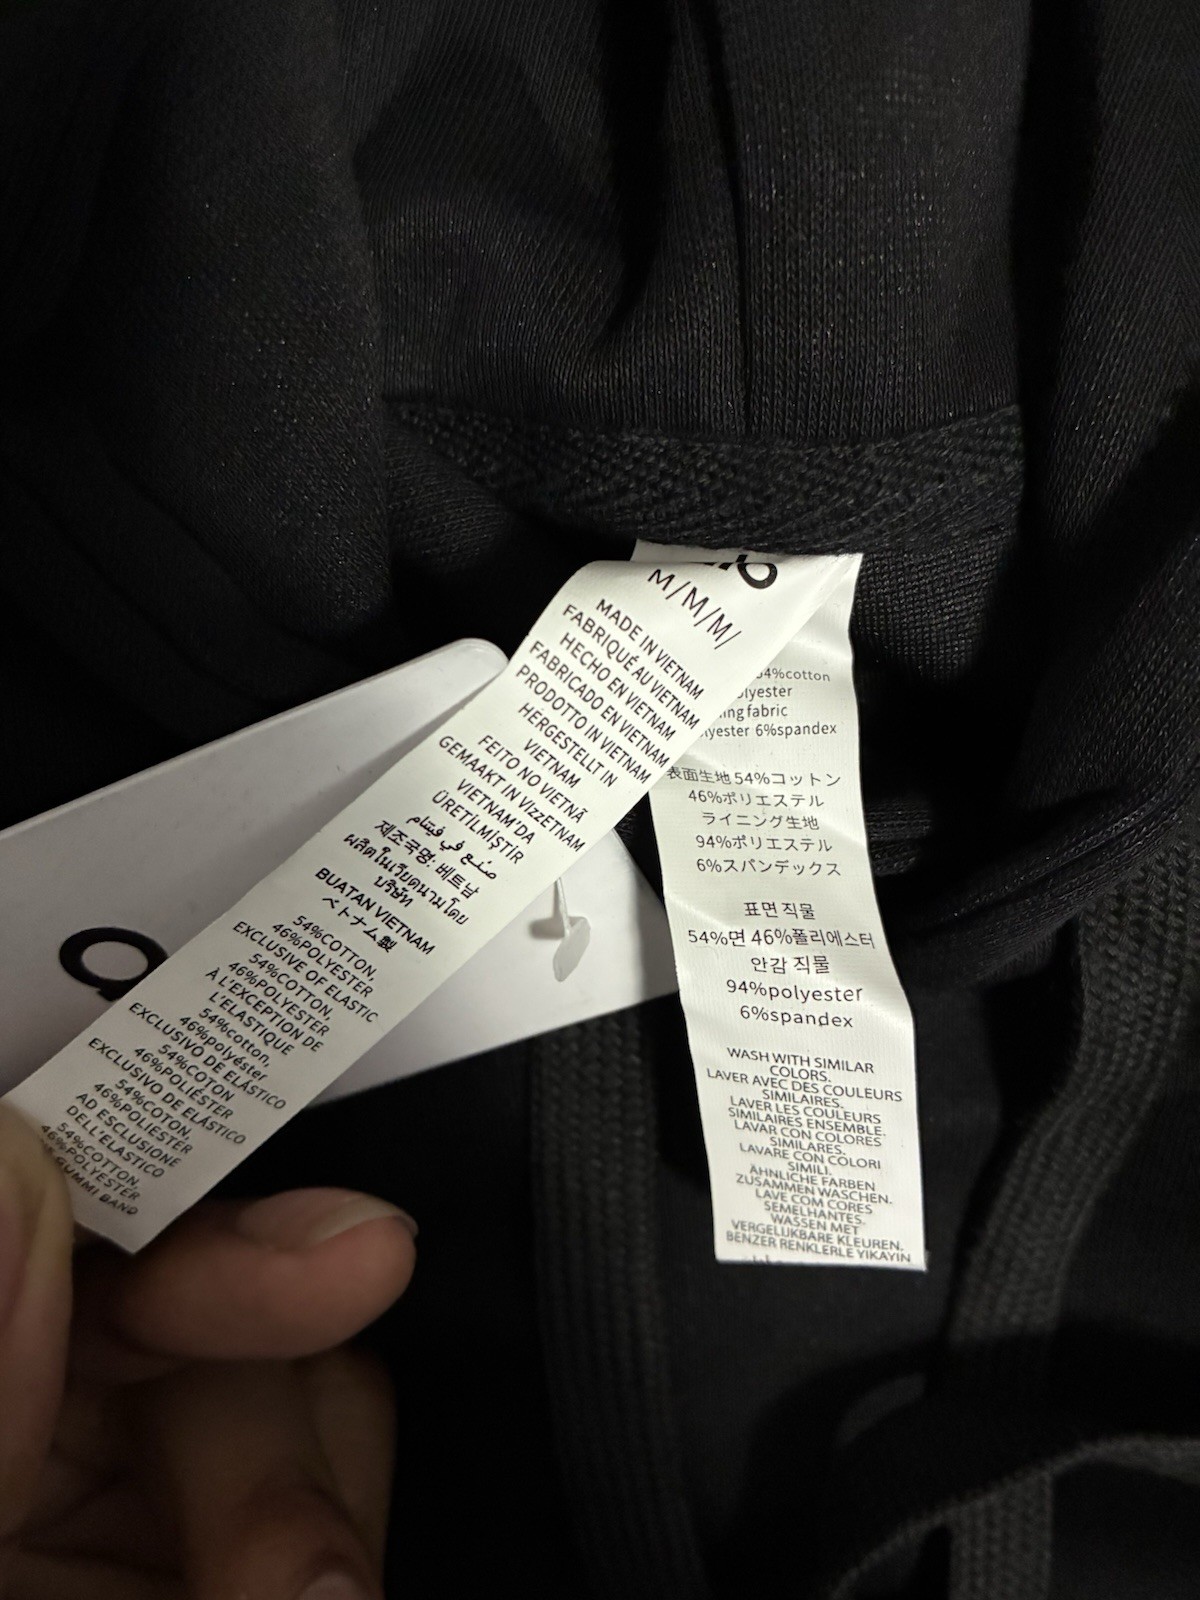 M/M/M/
MADE IN VIETNAM
FABRIQUÉ AU VIETNAM
HECHO EN VIETNAM
FABRICADO EN VIETNAM
PRODOTTO IN VIETNAM
HERGESTELLT IN
VIETNAM
FEITO NO VIETNÃ
GEMAAKT IN VIzzETNAM
VIETNAM'DA
ÜRETİLMİŞTİR
صنع في فيتنام
제조국명: 베트남
ผลิตในเวียดนามโดย
บริษัท
BUATAN VIETNAM
ベトナム製
54%COTTON,
46%POLYESTER
EXCLUSIVE OF ELASTIC
54%COTTON,
46%POLYESTER
À L'EXCEPTION DE
L'ELASTIQUE
54%cotton,
46%polyéster
EXCLUSIVO DE ELÁSTICO
54%COTON
46%POLIÉSTER
EXCLUSIVO DE ELÁSTICO
54%COTON,
46%POLIESTER
AD ESCLUSIONE
DELL'ELASTICO
54%COTTON,
46%POLYESTER
GUMMI BAND
54%cotton
fabric
6%spandex
表面生地 54%コットン
46%ポリエステル
ライニング生地
94%ポリエステル
6%スパンデックス
표면 직물
54%면 46%폴리에스터
안감 직물
94%polyester
6%spandex
WASH WITH SIMILAR
COLORS.
LAVER AVEC DES COULEURS
SIMILAIRES.
LAVER LES COULEURS
SIMILAIRES ENSEMBLE.
LAVAR CON COLORES
SIMILARES.
LAVARE CON COLORI
SIMILI.
ÄHNLICHE FARBEN
ZUSAMMEN WASCHEN.
LAVE COM CORES
SEMELHANTES.
WASSEN MET
VERGELIJKBARE KLEUREN.
BENZER RENKLERLE YIKAYIN